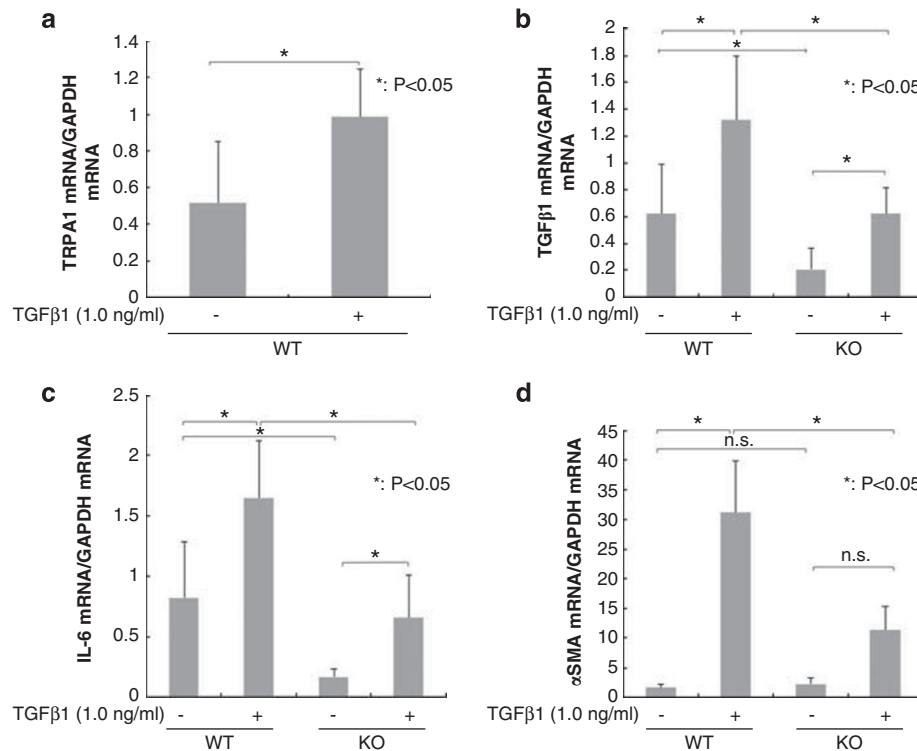 a
TRPA1 mRNA/GAPDH
mRNA
1.4
1.2
1
0.8
0.6
0.4
0.2
0
*
*: P<0.05
TGFβ1 (1.0 ng/ml)
-
+
WT
b
TGFβ1 mRNA/GAPDH
mRNA
2
1.8
1.6
1.4
1.2
1
0.8
0.6
0.4
0.2
0
*
*
*
*: P<0.05
*
TGFβ1 (1.0 ng/ml)
-
+
-
+
WT
KO
c
IL-6 mRNA/GAPDH mRNA
2.5
2
1.5
1
0.5
0
*
*
*
*: P<0.05
*
TGFβ1 (1.0 ng/ml)
-
+
-
+
WT
KO
d
αSMA mRNA/GAPDH mRNA
45
40
35
30
25
20
15
10
5
0
*
*
n.s.
*: P<0.05
n.s.
TGFβ1 (1.0 ng/ml)
-
+
-
+
WT
KO